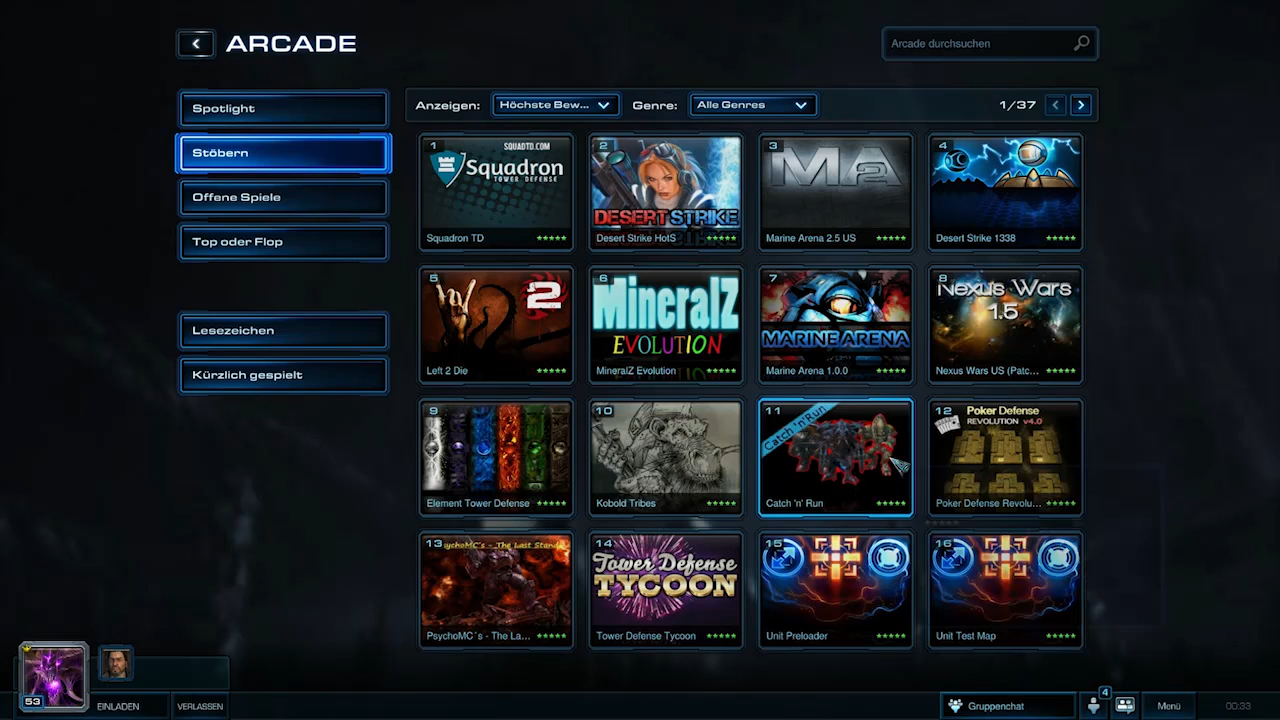 ARCADE
Arcade durchsuchen
Spotlight
Stöbern
Offene Spiele
Top oder Flop
Lesezeichen
Kürzlich gespielt
Anzeigen: Höchste Bew... Genre: Alle Genres 1/37
1 SQUADTD.COM
Squadron
TOWER DEFENSE
Squadron TD
2
DESERT STRIKE
Desert Strike HotS
3
MA2
Marine Arena 2.5 US
4
Desert Strike 1338
5
2
Left 2 Die
6
MineralZ
EVOLUTION
MineralZ Evolution
7
MARINE ARENA
Marine Arena 1.0.0
8
Nexus Wars
1.5
Nexus Wars US (Patc...
9
Element Tower Defense
10
Kobold Tribes
11
Catch 'n' Run
Catch 'n' Run
12 Poker Defense
REVOLUTION v4.0
Poker Defense Revolu...
13 PsychoMC's - The Last Stand
PsychoMC´s - The La...
14
Tower Defense
TYCOON
Tower Defense Tycoon
15
Unit Preloader
16
Unit Test Map
53
EINLADEN
VERLASSEN
Gruppenchat
4
Menü
00:33